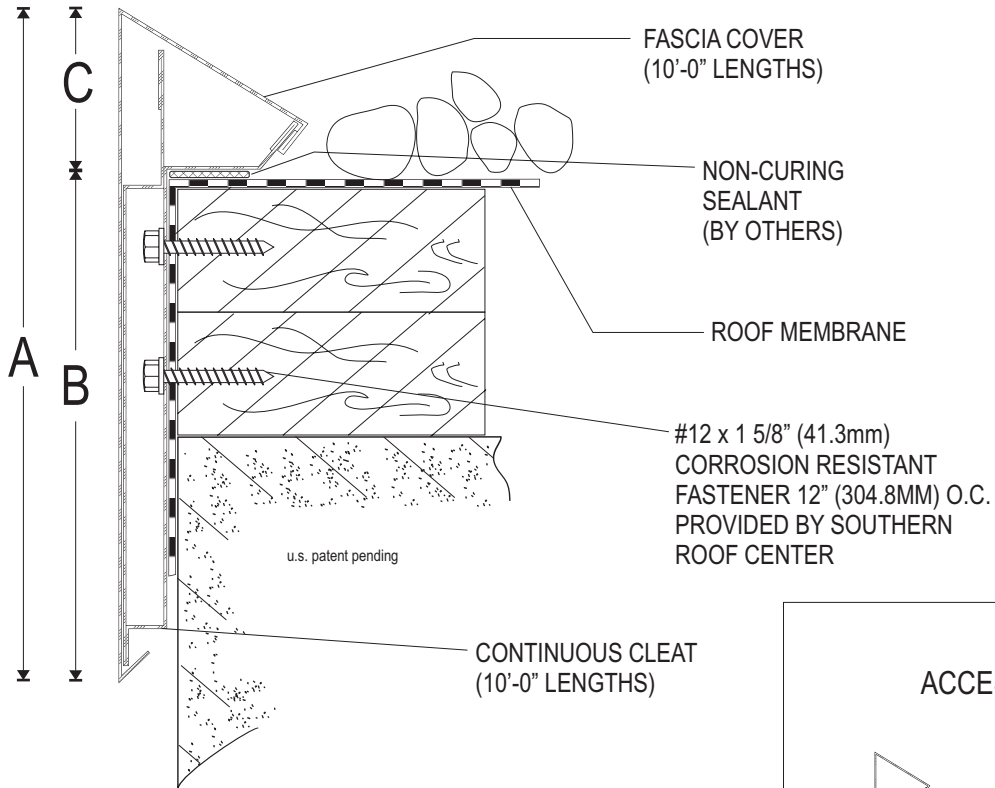 FASCIA COVER
(10’-0” LENGTHS)
C
NON-CURING
SEALANT
(BY OTHERS)
ROOF MEMBRANE
A
B
#12 x 1 5/8” (41.3mm)
CORROSION RESISTANT
FASTENER 12” (304.8MM) O.C.
PROVIDED BY SOUTHERN
ROOF CENTER
u.s. patent pending
CONTINUOUS CLEAT
(10’-0” LENGTHS)